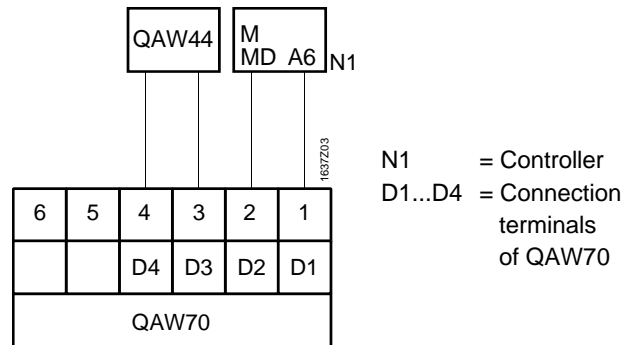 QAW44
M
MD A6
N1
1637Z03
N1 = Controller
D1...D4 = Connection
terminals
of QAW70
6 5 4 3 2 1
D4 D3 D2 D1
QAW70